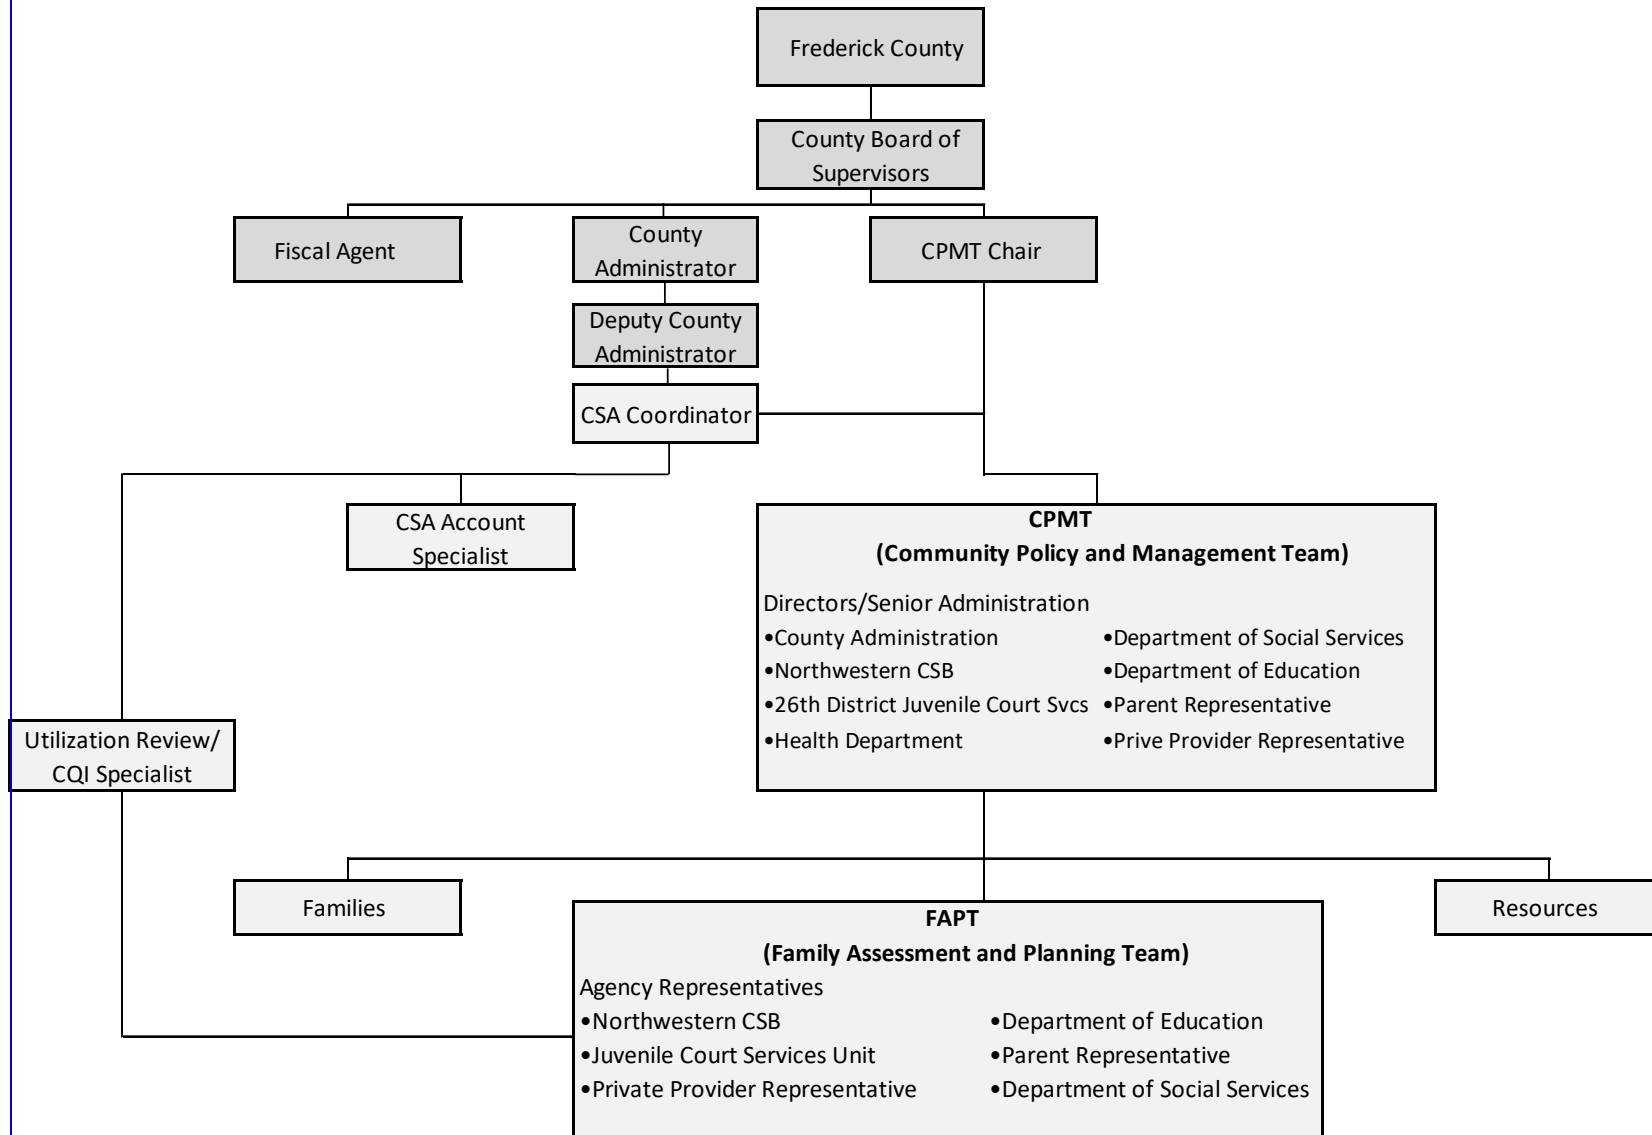 Frederick County
County Board of
Supervisors
Fiscal Agent
County
Administrator
CPMT Chair
Deputy County
Administrator
CSA Coordinator
CSA Account
Specialist
CPMT
(Community Policy and Management Team)
Directors/Senior Administration
•County Administration
•Department of Social Services
•Northwestern CSB
•Department of Education
•26th District Juvenile Court Svcs
•Parent Representative
•Health Department
•Prive Provider Representative
Utilization Review/
CQI Specialist
Families
Resources
FAPT
(Family Assessment and Planning Team)
Agency Representatives
•Northwestern CSB
•Department of Education
•Juvenile Court Services Unit
•Parent Representative
•Private Provider Representative
•Department of Social Services